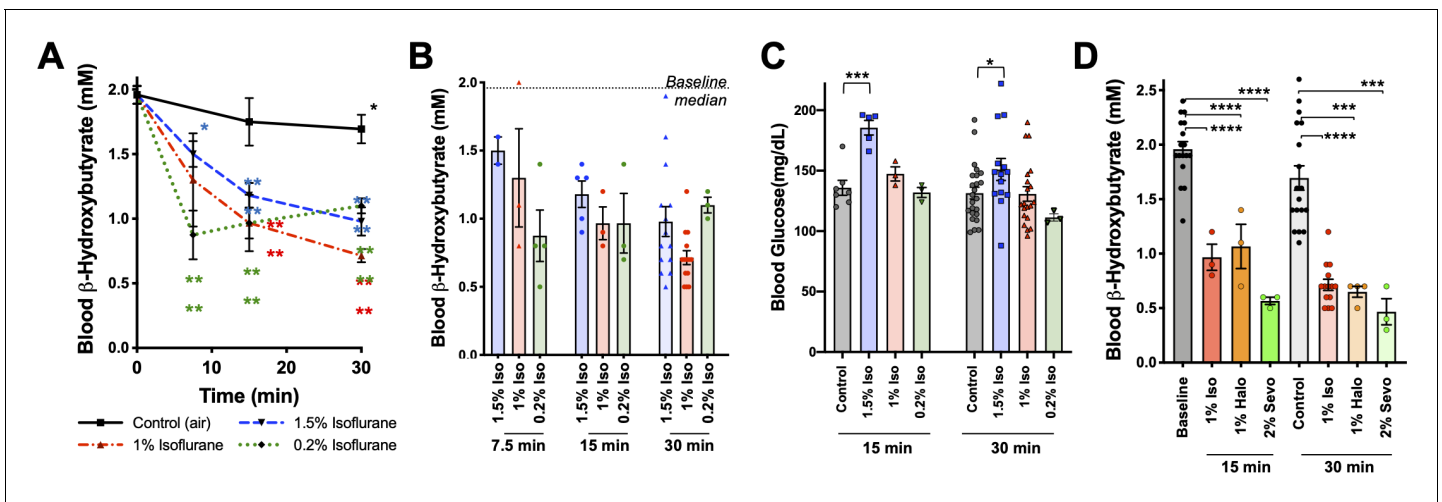 A
Blood β-Hydroxybutyrate (mM)
2.0
1.5
1.0
0.5
0.0
*
*
**
**
**
**
**
**
**
**
**
**
**
**
**
**
0
10
20
30
Time (min)
Control (air)
1.5% Isoflurane
1% Isoflurane
0.2% Isoflurane
B
Blood β-Hydroxybutyrate (mM)
2.0
1.5
1.0
0.5
0.0
Baseline
median
1.5% Iso
1% Iso
0.2% Iso
1.5% Iso
1% Iso
0.2% Iso
1.5% Iso
1% Iso
0.2% Iso
7.5 min
15 min
30 min
C
Blood Glucose(mg/dL)
200
150
100
50
0
***
*
Control
1.5% Iso
1% Iso
0.2% Iso
Control
1.5% Iso
1% Iso
0.2% Iso
15 min
30 min
D
Blood β-Hydroxybutyrate (mM)
2.5
2.0
1.5
1.0
0.5
0.0
****
****
****
***
***
****
Baseline
1% Iso
1% Halo
2% Sevo
Control
1% Iso
1% Halo
2% Sevo
15 min
30 min